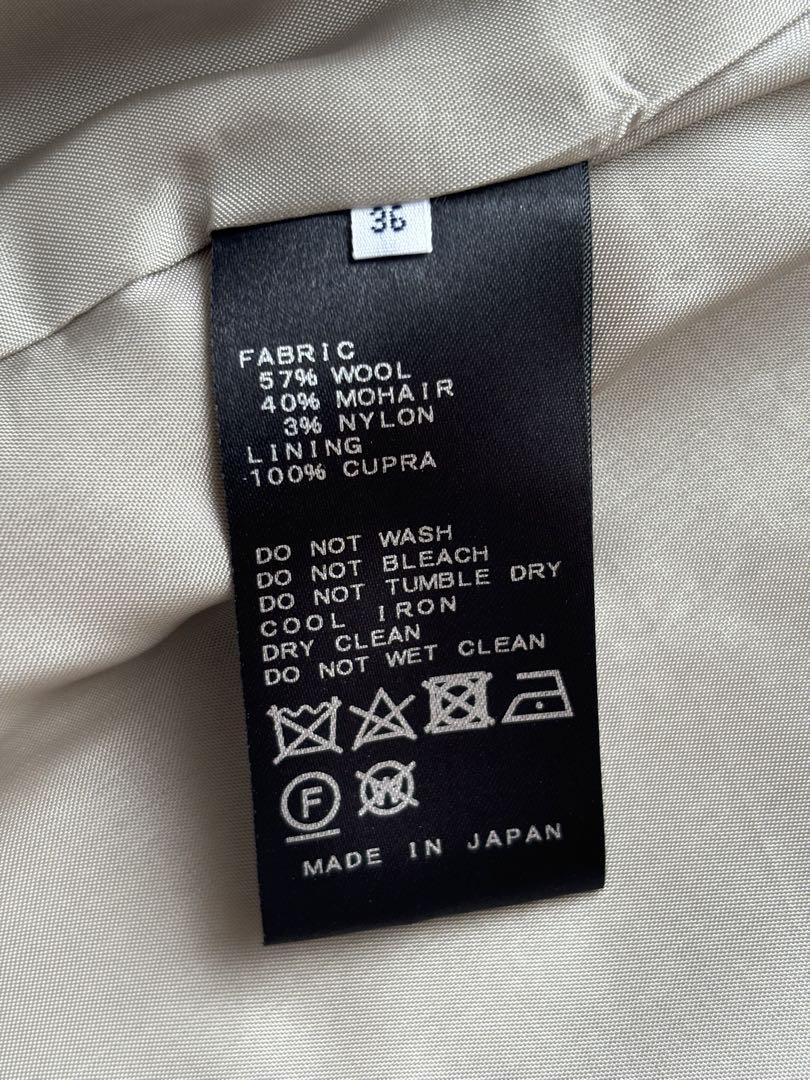 36
FABRIC
57% WOOL
40% MOHAIR
3% NYLON
LINING
100% CUPRA
DO NOT WASH
DO NOT BLEACH
DO NOT TUMBLE DRY
COOL IRON
DRY CLEAN
DO NOT WET CLEAN
F W
MADE IN JAPAN